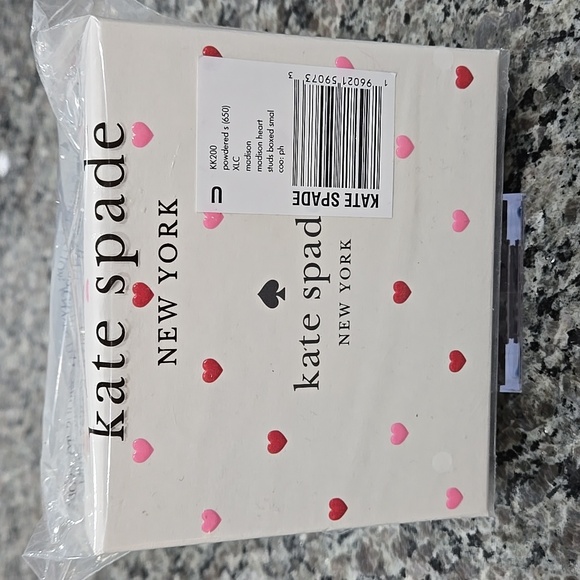 kate spade
NEW YORK
KK200
powdered s (650)
XLC
madison
madison heart
studs boxed smal
coo: ph
U
KATE SPADE
1 96021 59073 3
kate spad
NEW YORK